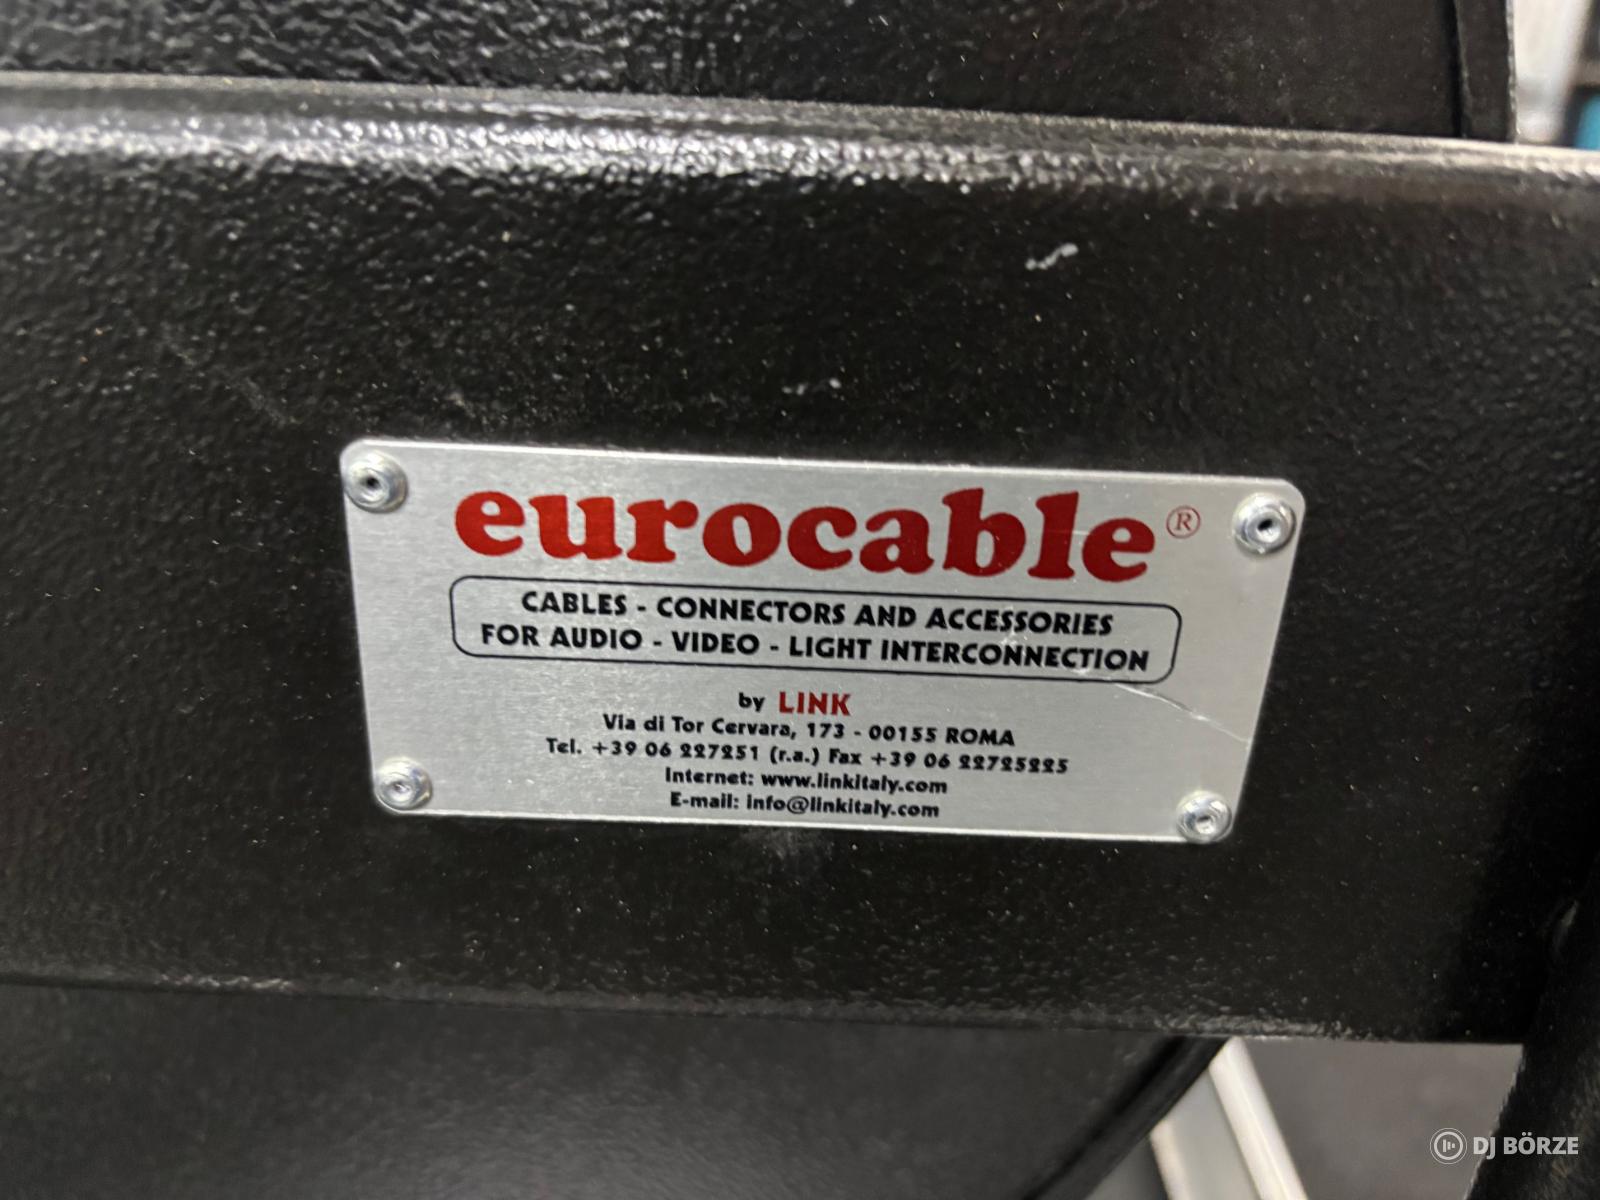 eurocable®
CABLES - CONNECTORS AND ACCESSORIES
FOR AUDIO - VIDEO - LIGHT INTERCONNECTION
by LINK
Via di Tor Cervara, 173 - 00155 ROMA
Tel. +39 06 227251 (r.a.) Fax +39 06 22725225
Internet: www.linkitaly.com
E-mail: info@linkitaly.com
DJ BÖRZE